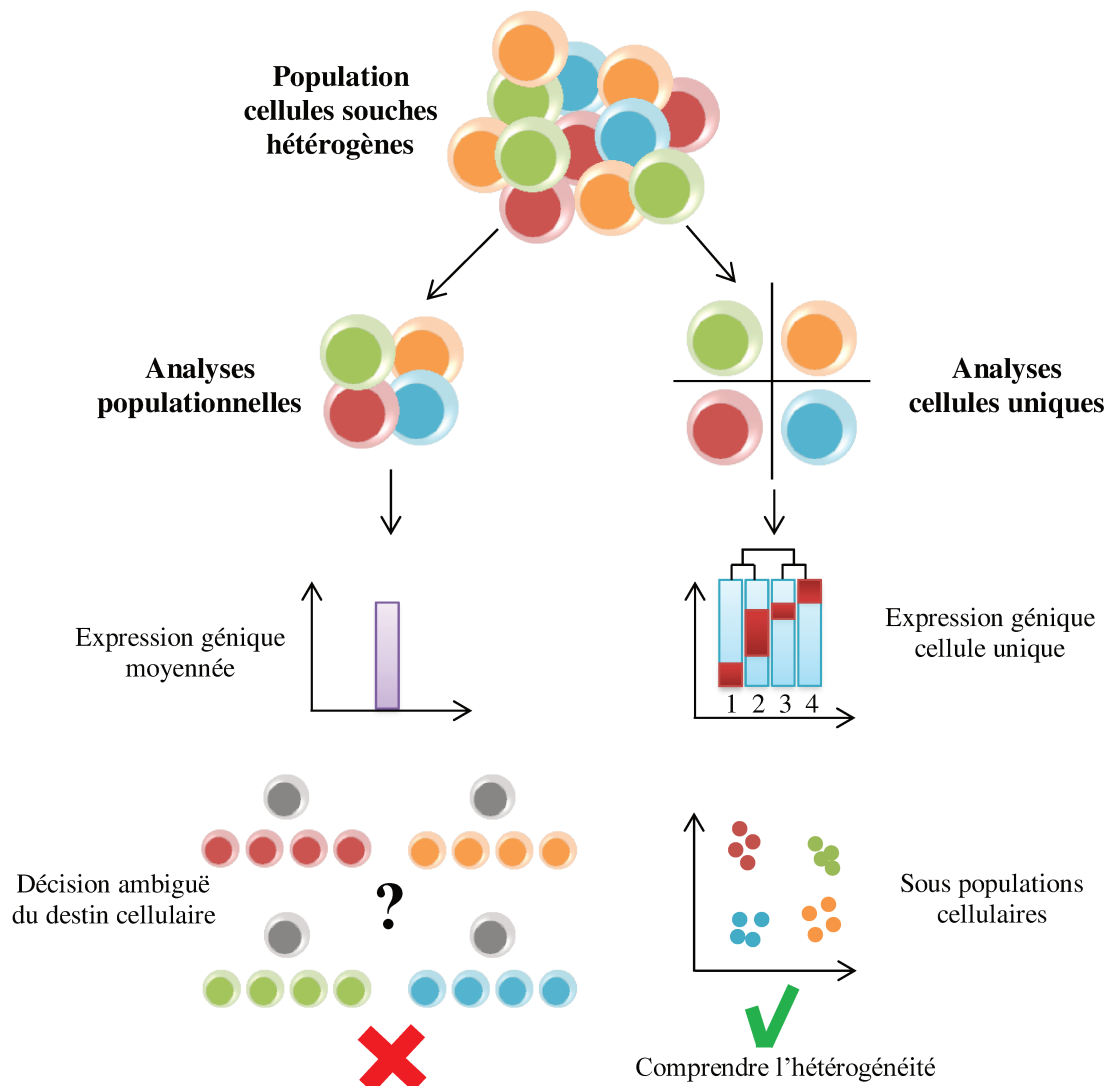 Population
cellules souches
hétérogènes
Analyses
populationnelles
Analyses
cellules uniques
Expression génique
moyennée
1 2 3 4
Expression génique
cellule unique
Décision ambiguë
du destin cellulaire
?
Sous populations
cellulaires
Comprendre l’hétérogénéité